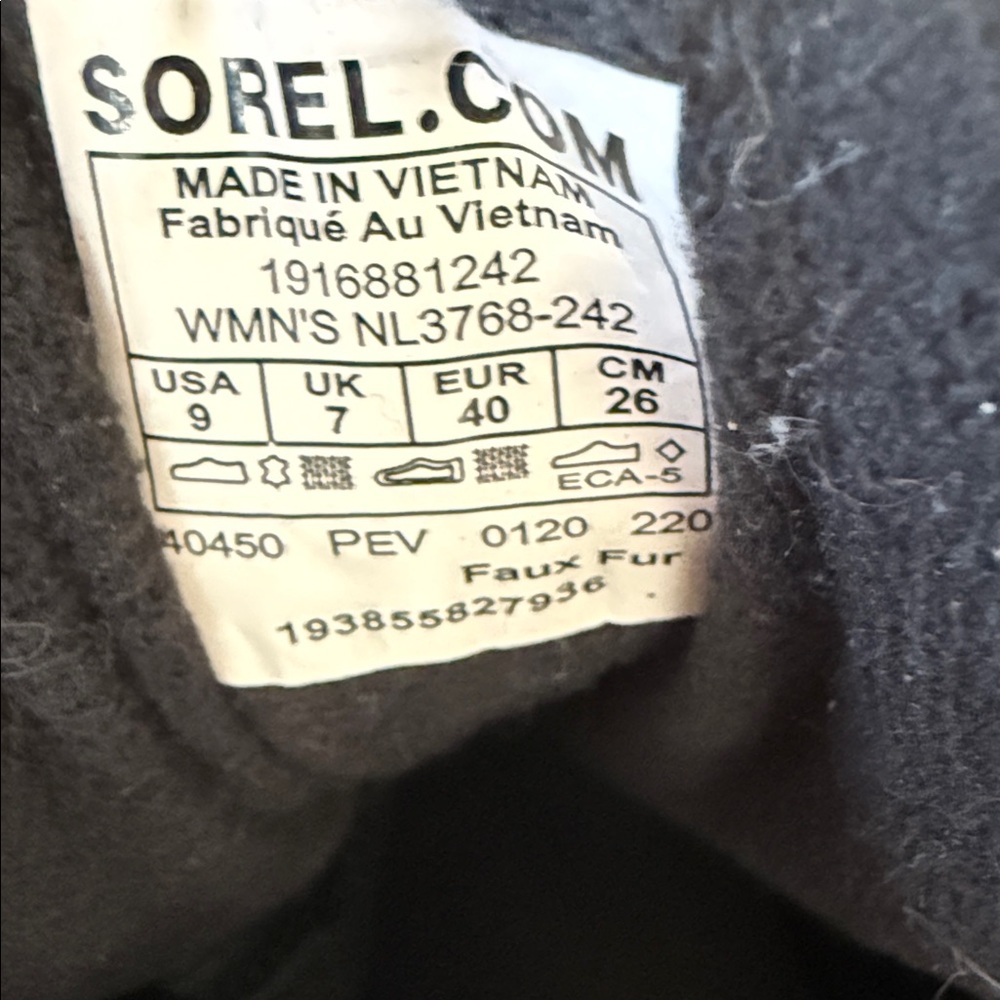 SOREL.COM
MADE IN VIETNAM
Fabriqué Au Vietnam
1916881242
WMN'S NL3768-242
USA UK EUR CM
9 7 40 26
ECA-5
40450 PEV 0120 220
Faux Fur
193855827936